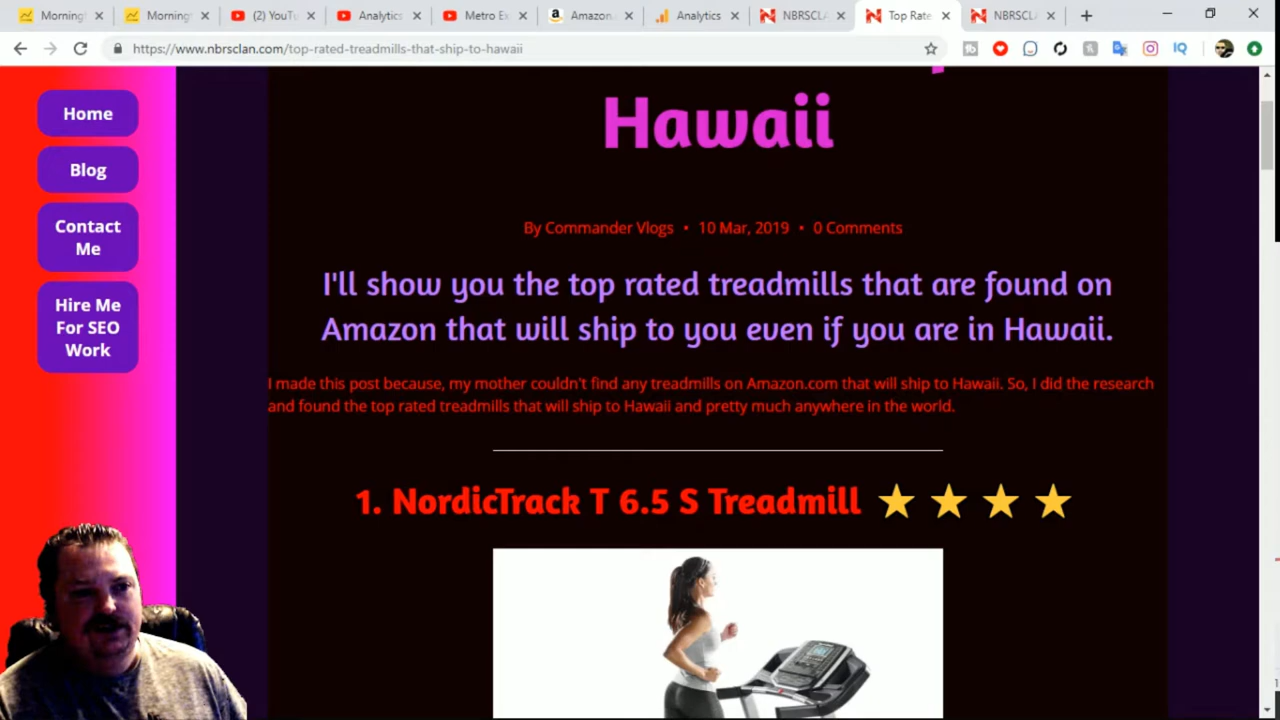 Morning
Morning
(2) YouTu
Analytics
Metro Ex
Amazon.
Analytics
NBRSCLA
Top Rate
NBRSCLA
https://www.nbrsclan.com/top-rated-treadmills-that-ship-to-hawaii
Home
Blog
Contact
Me
Hire Me
For SEO
Work
Hawaii
By Commander Vlogs • 10 Mar, 2019 • 0 Comments
I'll show you the top rated treadmills that are found on
Amazon that will ship to you even if you are in Hawaii.
I made this post because, my mother couldn't find any treadmills on Amazon.com that will ship to Hawaii. So, I did the research
and found the top rated treadmills that will ship to Hawaii and pretty much anywhere in the world.
1. NordicTrack T 6.5 S Treadmill